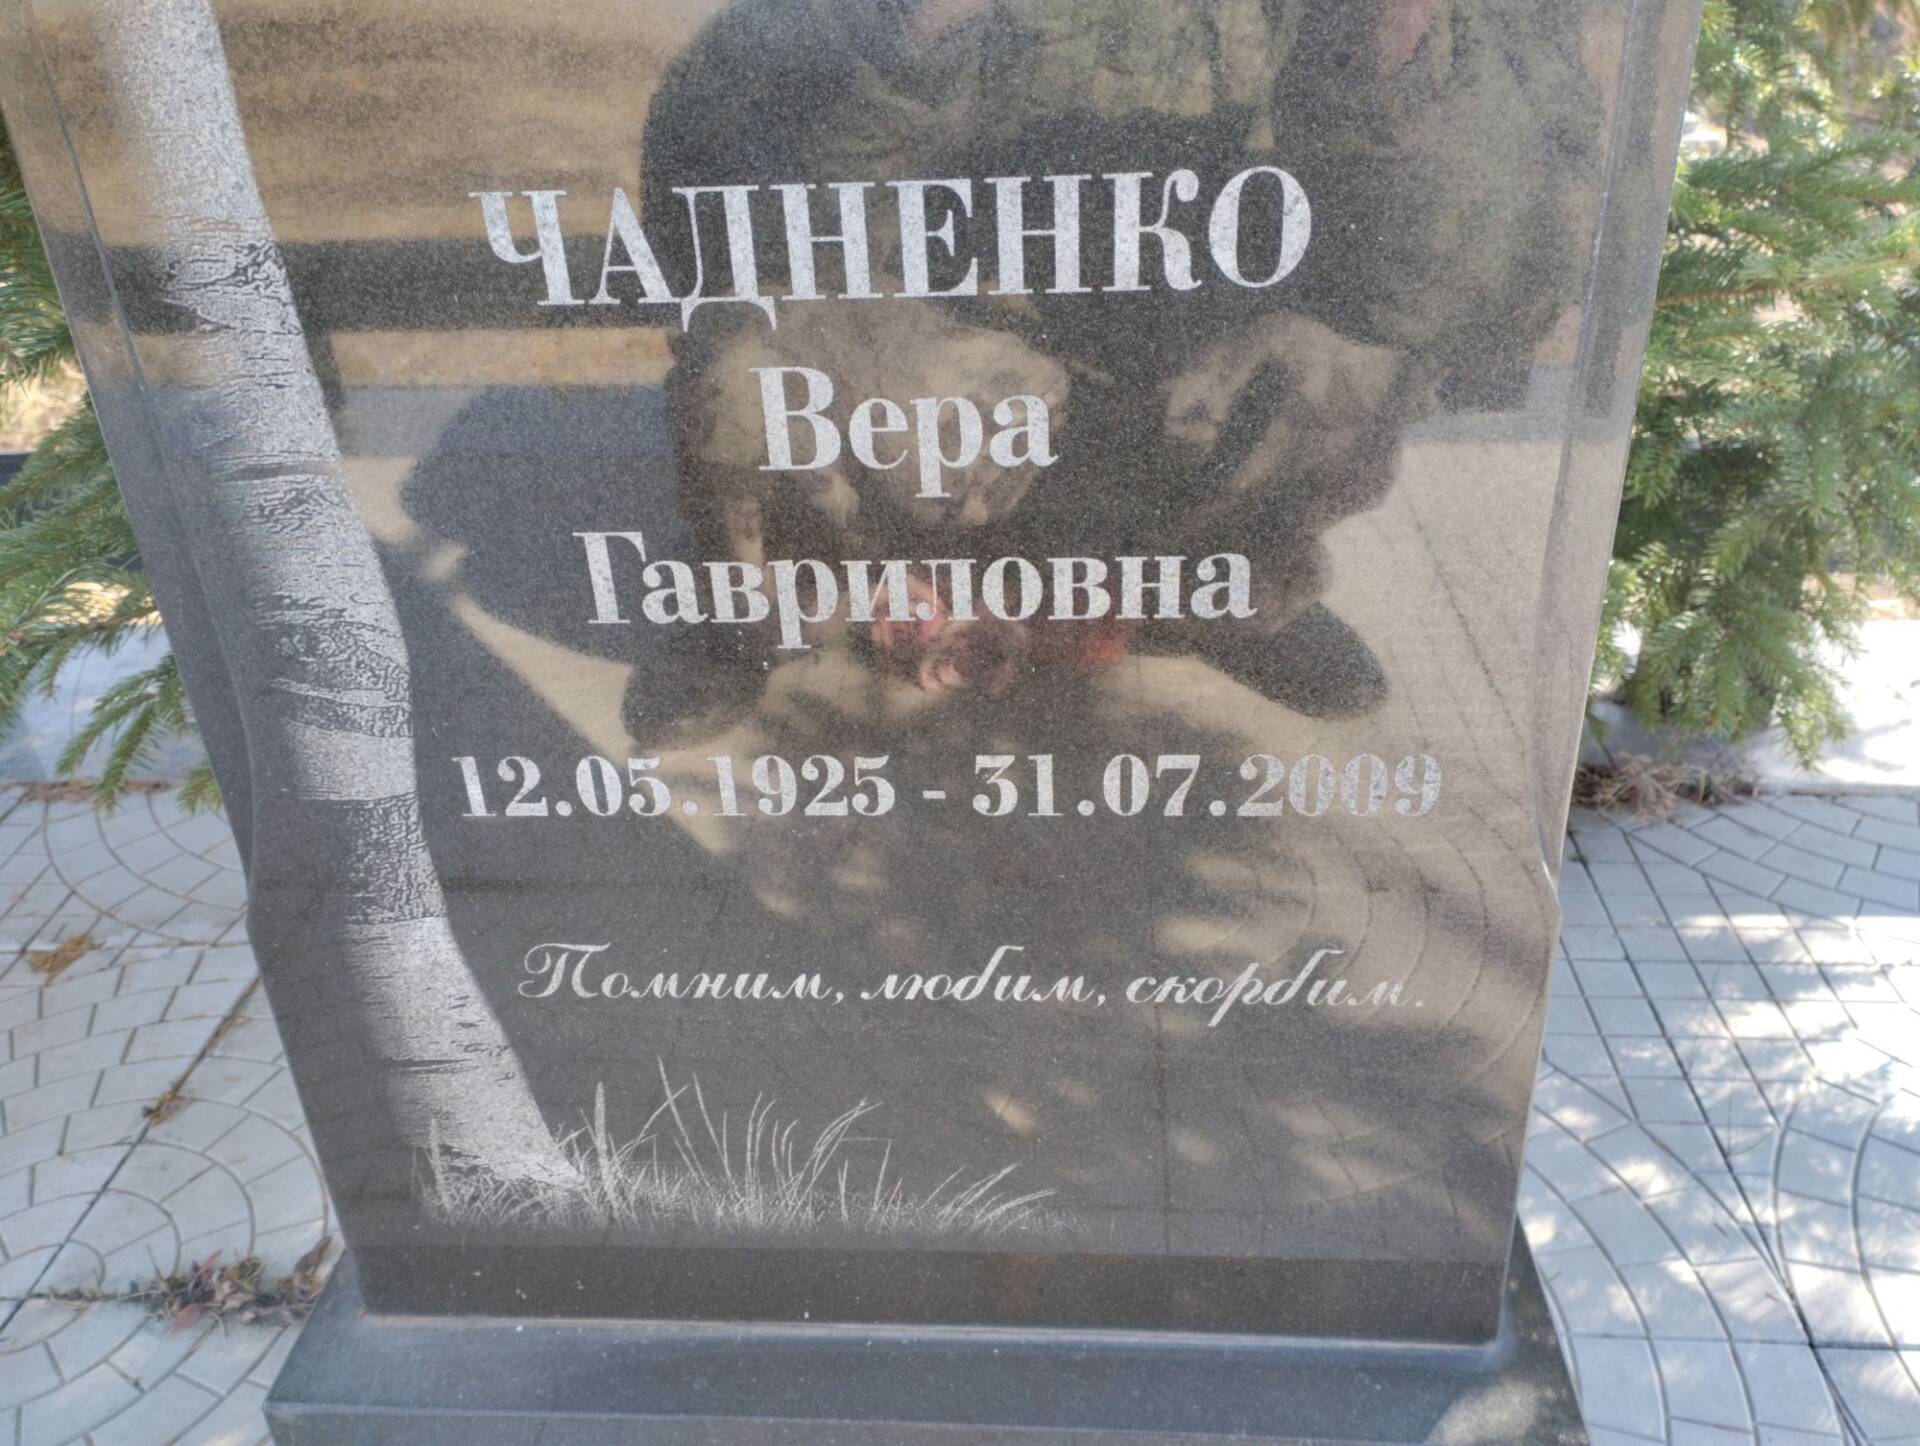 ЧАДНЕНКО
Вера
Гавриловна
12.05.1925 - 31.07.2009
Помним, любим, скорбим.